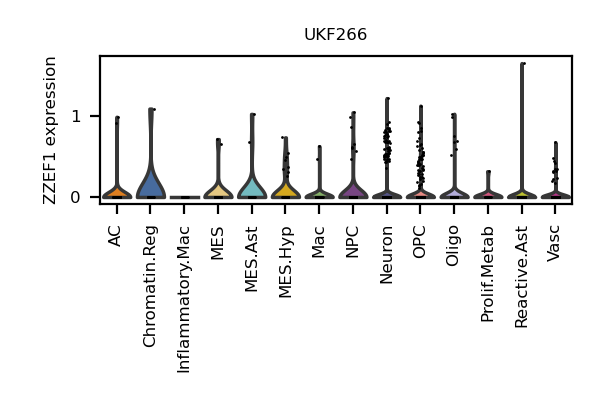 UKF266
ZZEF1 expression
1
0
AC
Chromatin.Reg
Inflammatory.Mac
MES
MES.Ast
MES.Hyp
Mac
NPC
Neuron
OPC
Oligo
Prolif.Metab
Reactive.Ast
Vasc